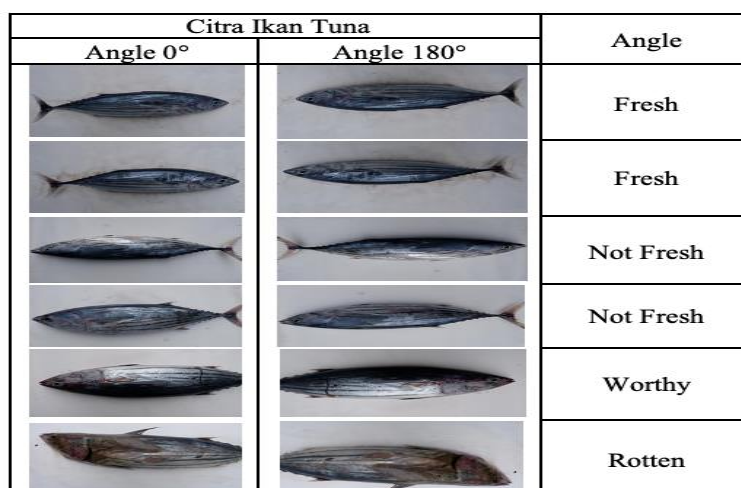 Citra Ikan Tuna
Angle
Angle 0°
Angle 180°
Fresh
Fresh
Not Fresh
Not Fresh
Worthy
Rotten